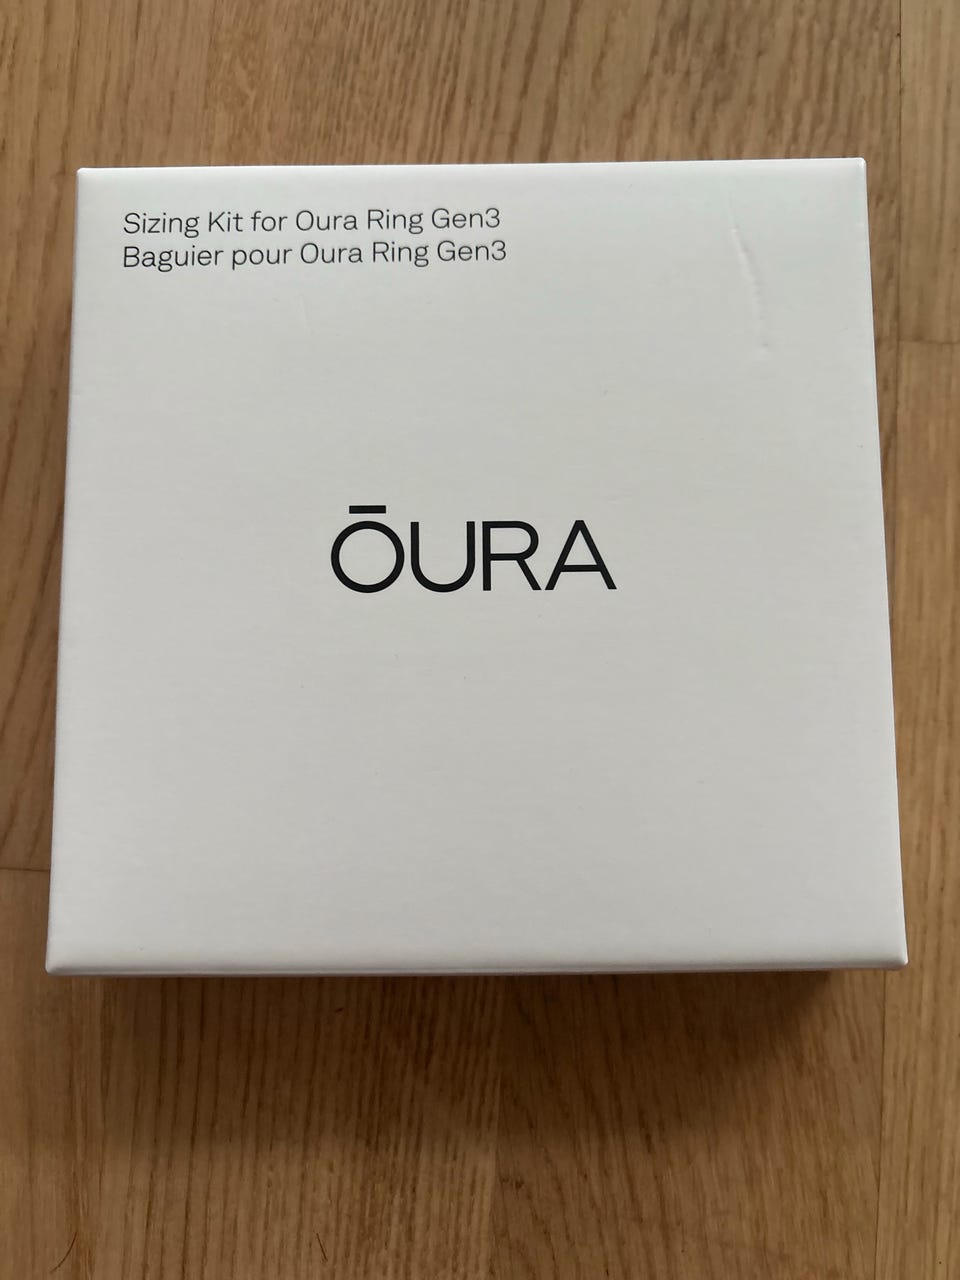 Sizing Kit for Oura Ring Gen3
Baguier pour Oura Ring Gen3
ŌURA